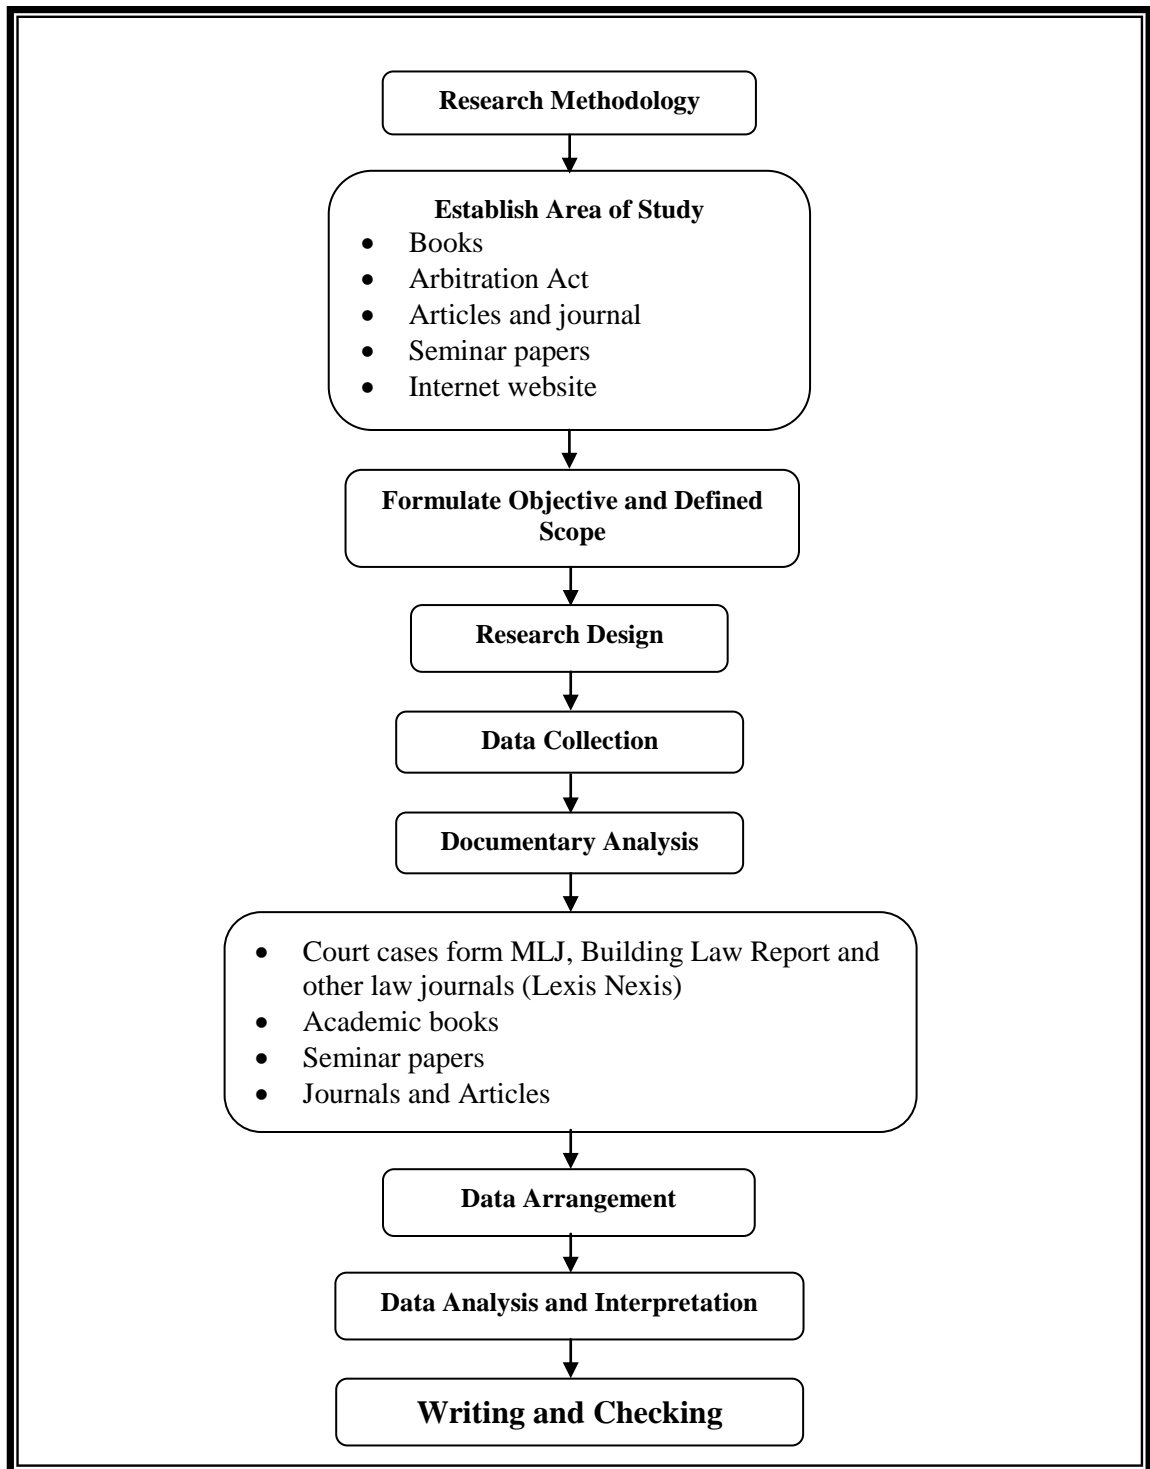 Research Methodology
Establish Area of Study
• Books
• Arbitration Act
• Articles and journal
• Seminar papers
• Internet website
Formulate Objective and Defined
Scope
Research Design
Data Collection
Documentary Analysis
• Court cases form MLJ, Building Law Report and
other law journals (Lexis Nexis)
• Academic books
• Seminar papers
• Journals and Articles
Data Arrangement
Data Analysis and Interpretation
Writing and Checking